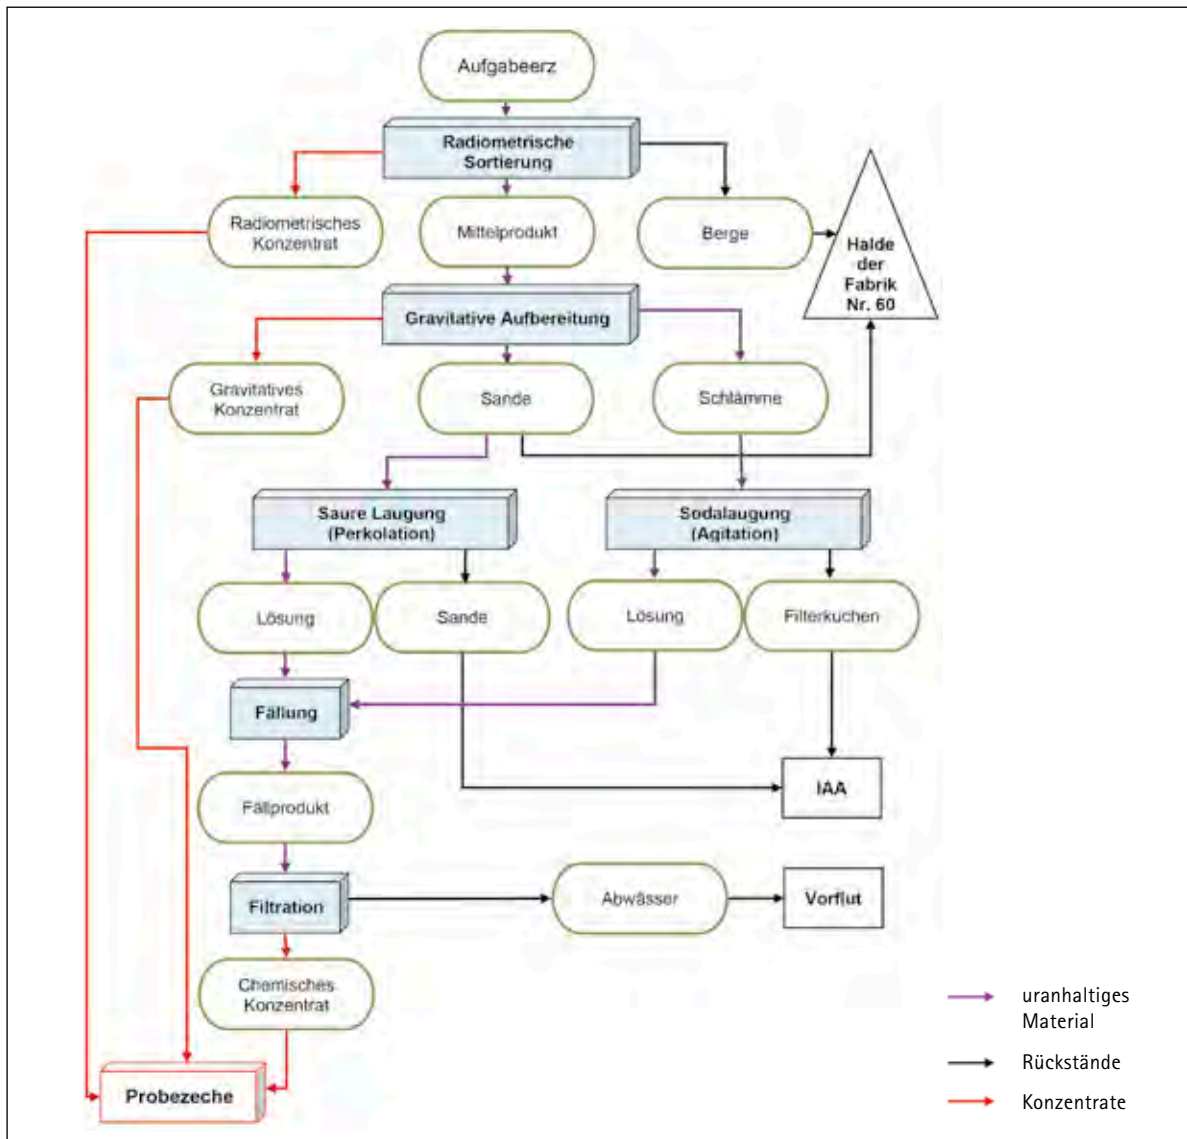 Aufgabeerz
Radiometrische
Sortierung
Radiometrisches
Konzentrat
Mittelprodukt
Berge
Halde
der
Fabrik
Nr. 60
Gravitative Aufbereitung
Gravitatives
Konzentrat
Sande
Schlämme
Saure Laugung
(Perkolation)
Sodalaugung
(Agitation)
Lösung
Sande
Lösung
Filterkuchen
Fällung
IAA
Fällprodukt
Filtration
Abwässer
Vorflut
Chemisches
Konzentrat
Probezeche
uranhaltiges
Material
Rückstände
Konzentrate